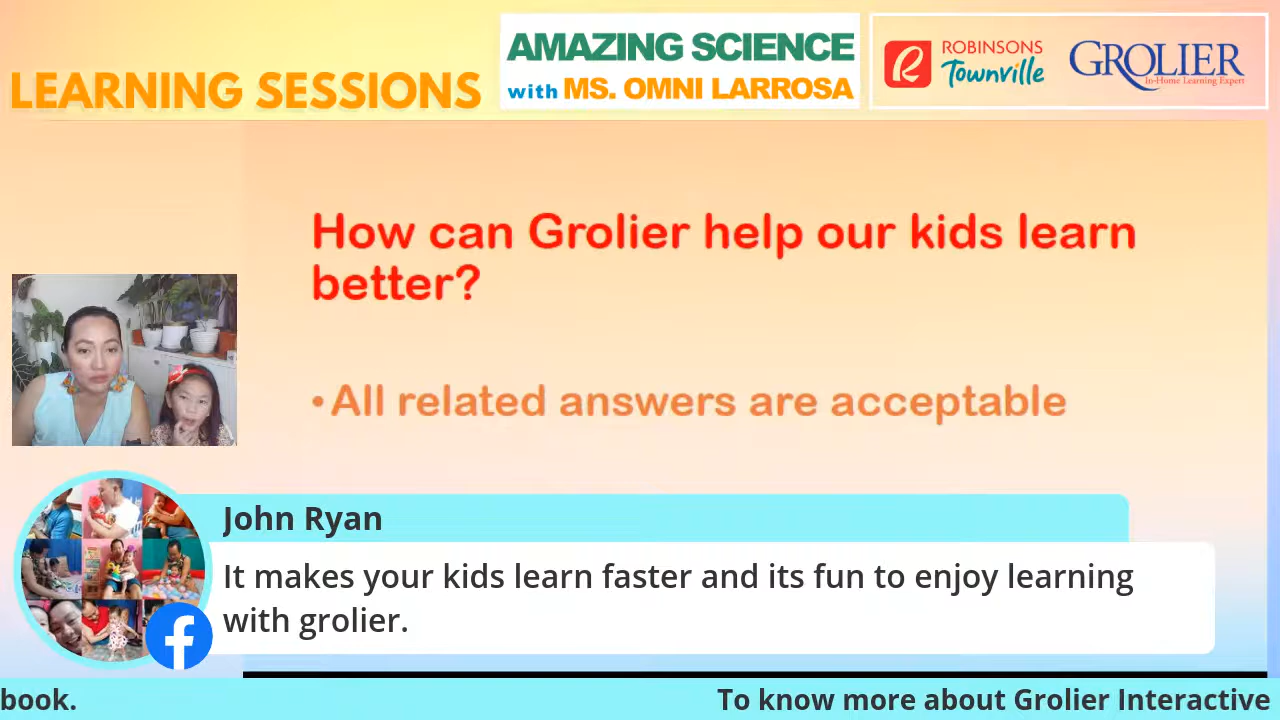 LEARNING SESSIONS
AMAZING SCIENCE
with MS. OMNI LARROSA
R ROBINSONS
Townville
GROLIER
In-Home Learning Expert
How can Grolier help our kids learn
better?
• All related answers are acceptable
John Ryan
It makes your kids learn faster and its fun to enjoy learning
with grolier.
book. To know more about Grolier Interactive